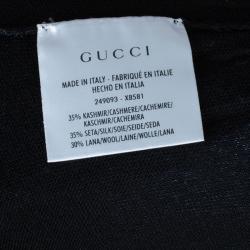 GUCCI
MADE IN ITALY - FABRIQUÉ EN ITALIE
HECHO EN ITALIA
249093 - X8581
35% KASHMIR/CASHMERE/CACHEMIRE/
KASCHMIR/CACHEMIRA
35% SETA/SILK/SOIE/SEIDE/SEDA
30% LANA/WOOL/LAINE/WOLLE/LANA